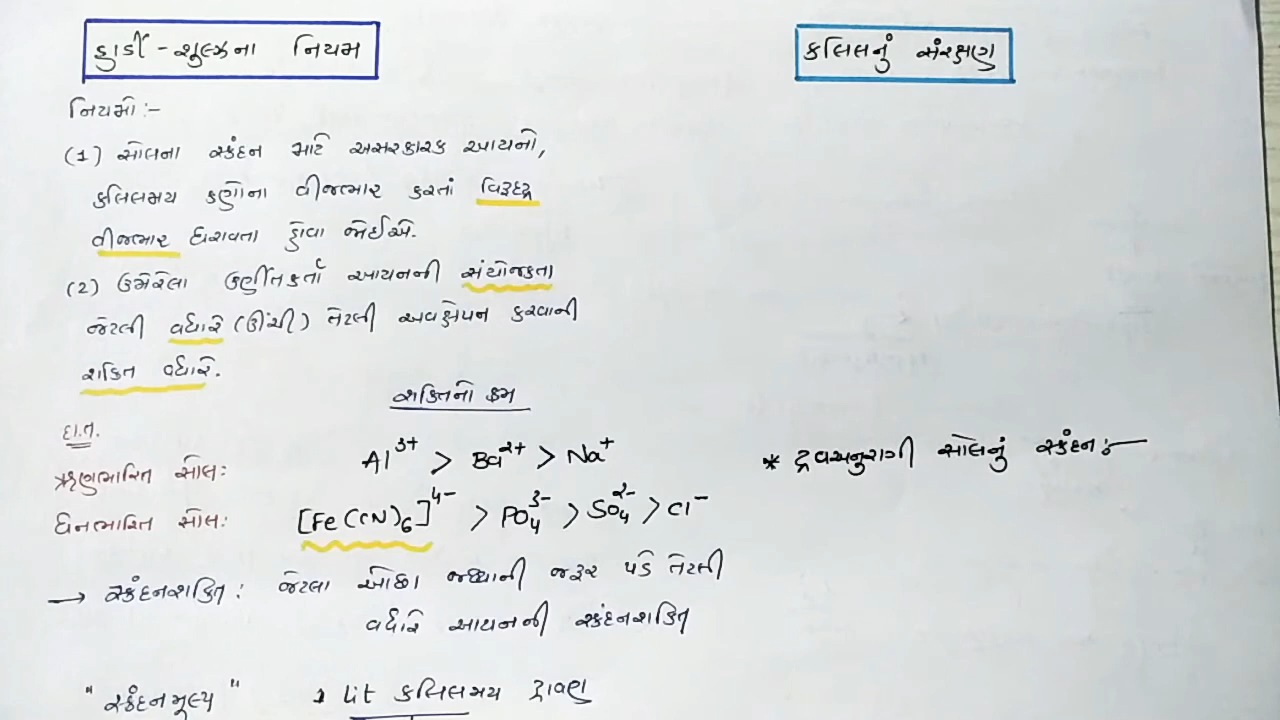 હાર્ડી - શૂલ્ઝના નિયમ
નિયમો :-
(1) સોલના સ્કંદન માટે અસરકારક આયનો,
કલિલમય કણોના વીજભાર કરતાં વિરૂદ્ધ
વીજભાર ધરાવતા હોવા જોઈએ.
(2) ઉમેરેલા ઉર્ણીતકર્તા આયનની સંયોજકતા
જેટલી વધારે (ઊંચી) તેટલી અવક્ષેપન કરવાની
શક્તિ વધારે.
શક્તિનો ક્રમ
દા.ત.
ઋણભારિત સોલ: Al³⁺ > Ba²⁺ > Na⁺
ધનભારિત સોલ: [Fe(CN)₆]⁴⁻ > PO₄³⁻ > SO₄²⁻ > Cl⁻
→ સ્કંદનશક્તિ : જેટલા ઓછા જથ્થાની જરૂર પડે તેટલી
વધારે આયનની સ્કંદનશક્તિ
"સ્કંદનમૂલ્ય" 1 lit કલિલમય દ્રાવણ
કલિલનું સંરક્ષણ
* દ્રવઅનુરાગી સોલનું સ્કંદન :-